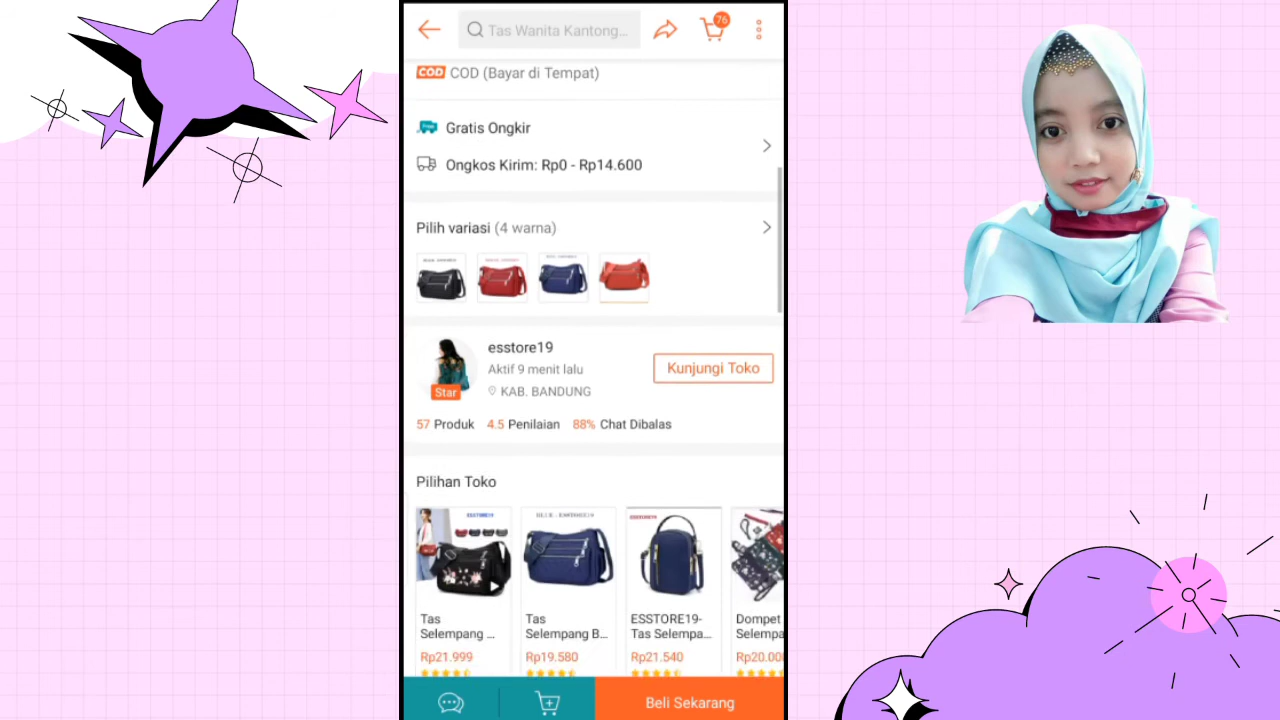 Tas Wanita Kantong...
76
COD COD (Bayar di Tempat)
Gratis Ongkir
Ongkos Kirim: Rp0 - Rp14.600
Pilih variasi (4 warna)
esstore19
Aktif 9 menit lalu
Star
KAB. BANDUNG
Kunjungi Toko
57 Produk 4.5 Penilaian 88% Chat Dibalas
Pilihan Toko
ESSTORE19
Tas
Selempang ...
Rp21.999
Tas
Selempang B...
Rp19.580
ESSTORE19-
Tas Selempa...
Rp21.540
Dompet
Selempa
Rp20.00
Beli Sekarang